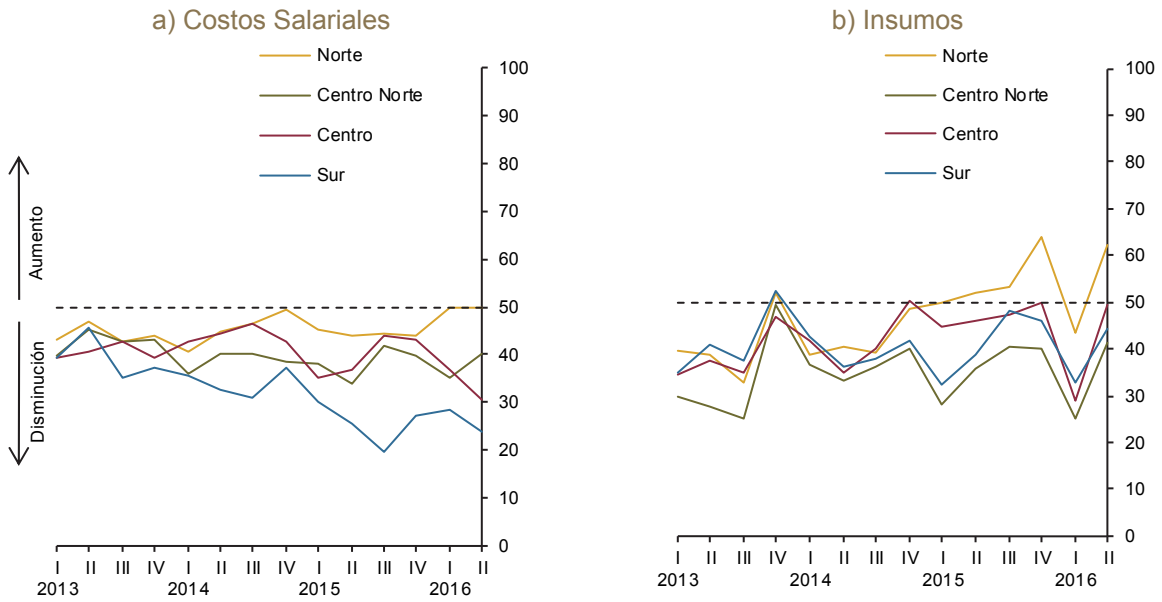 a) Costos Salariales
Norte
Centro Norte
Centro
Sur
Aumento
Disminución
100
90
80
70
60
50
40
30
20
10
0
I II III IV I II III IV I II III IV I II
2013 2014 2015 2016
b) Insumos
Norte
Centro Norte
Centro
Sur
100
90
80
70
60
50
40
30
20
10
0
I II III IV I II III IV I II III IV I II
2013 2014 2015 2016